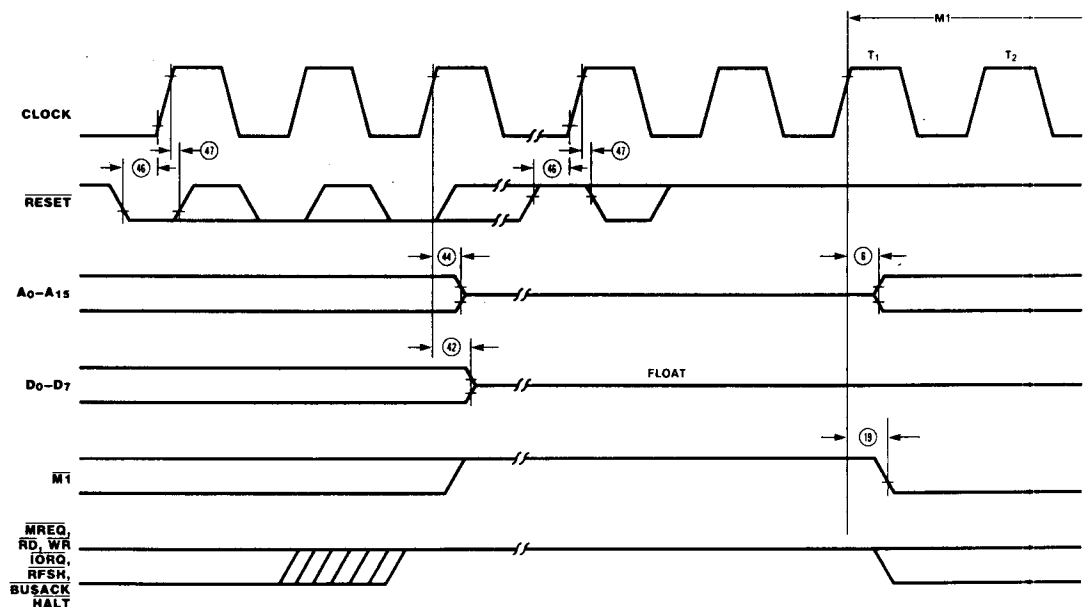 M1
T1
T2
CLOCK
47
47
46
46
RESET
44
6
A0–A15
42
D0–D7
FLOAT
19
M1
MREQ,
RD, WR
IORQ,
RFSH,
BUSACK
HALT